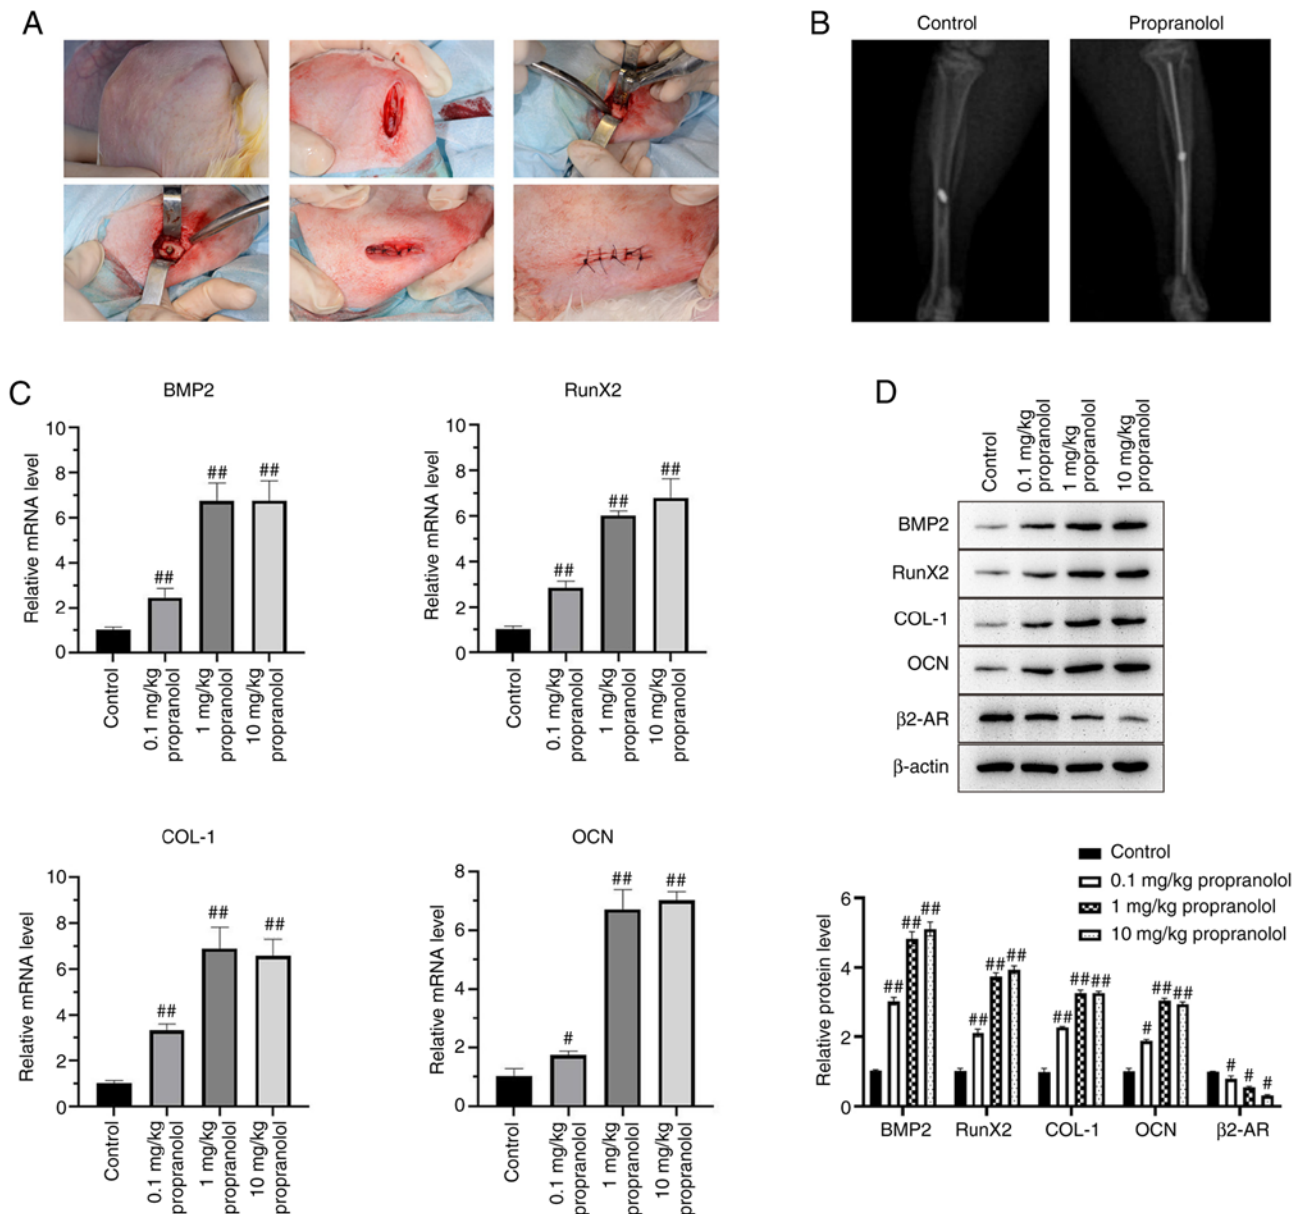 A
B
Control
Propranolol
C
BMP2
Relative mRNA level
10
8
6
4
2
0
##
##
##
Control
0.1 mg/kg
propranolol
1 mg/kg
propranolol
10 mg/kg
propranolol
RunX2
Relative mRNA level
10
8
6
4
2
0
##
##
##
Control
0.1 mg/kg
propranolol
1 mg/kg
propranolol
10 mg/kg
propranolol
COL-1
Relative mRNA level
10
8
6
4
2
0
##
##
##
Control
0.1 mg/kg
propranolol
1 mg/kg
propranolol
10 mg/kg
propranolol
OCN
Relative mRNA level
8
6
4
2
0
#
##
##
Control
0.1 mg/kg
propranolol
1 mg/kg
propranolol
10 mg/kg
propranolol
D
Control
0.1 mg/kg
propranolol
1 mg/kg
propranolol
10 mg/kg
propranolol
BMP2
RunX2
COL-1
OCN
β2-AR
β-actin
Control
0.1 mg/kg propranolol
1 mg/kg propranolol
10 mg/kg propranolol
Relative protein level
6
4
2
0
## ## ##
## ## ##
## ## ##
# ## ##
# # #
BMP2 RunX2 COL-1 OCN β2-AR